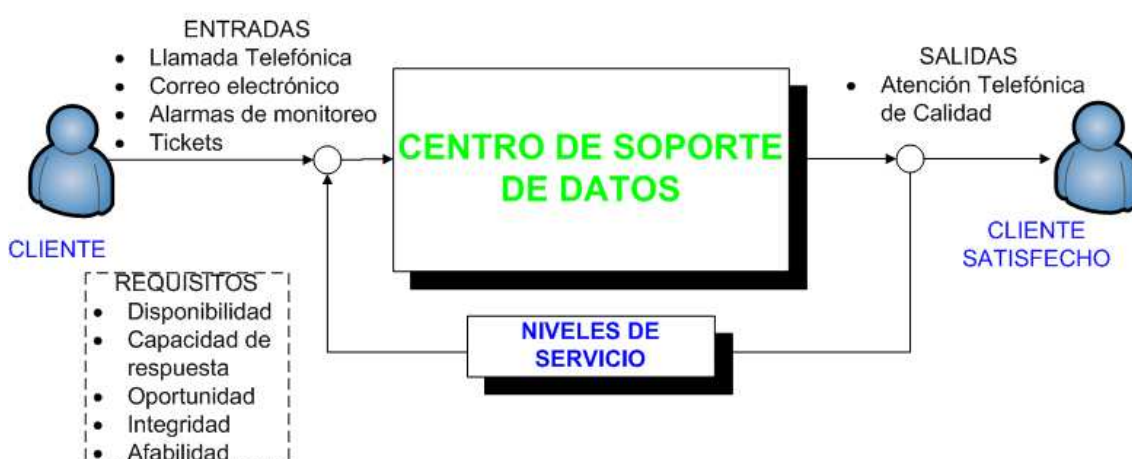 ENTRADAS
• Llamada Telefónica
• Correo electrónico
• Alarmas de monitoreo
• Tickets
CLIENTE
REQUISITOS
• Disponibilidad
• Capacidad de
respuesta
• Oportunidad
• Integridad
• Afabilidad
CENTRO DE SOPORTE
DE DATOS
NIVELES DE
SERVICIO
SALIDAS
• Atención Telefónica
de Calidad
CLIENTE
SATISFECHO